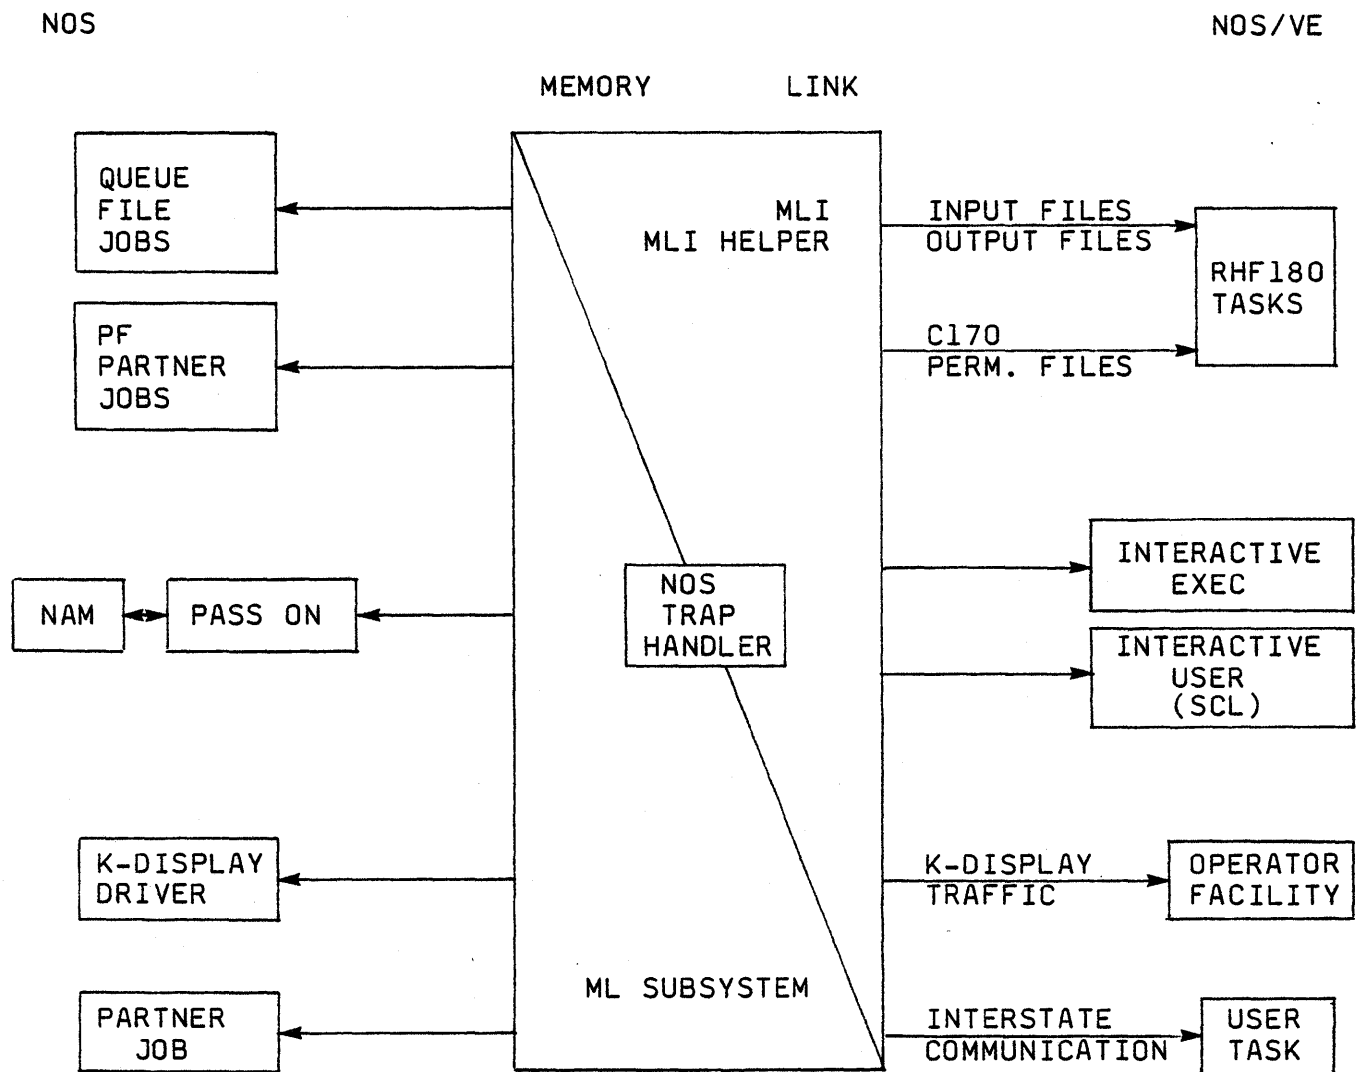 NOS
NOS/VE
MEMORY LINK
QUEUE
FILE
JOBS
MLI
MLI HELPER
INPUT FILES
OUTPUT FILES
RHF180
TASKS
PF
PARTNER
JOBS
C170
PERM. FILES
NAM
PASS ON
NOS
TRAP
HANDLER
INTERACTIVE
EXEC
INTERACTIVE
USER
(SCL)
K-DISPLAY
DRIVER
K-DISPLAY
TRAFFIC
OPERATOR
FACILITY
ML SUBSYSTEM
PARTNER
JOB
INTERSTATE
COMMUNICATION
USER
TASK